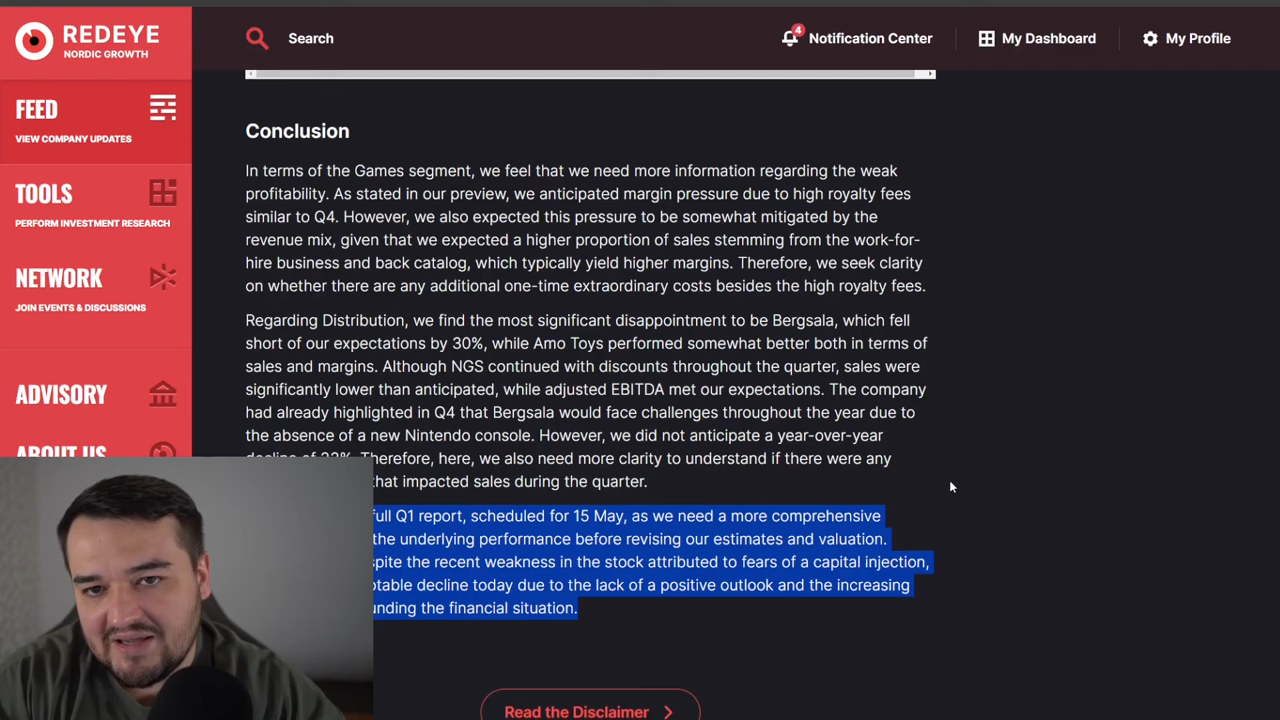 REDEYE
NORDIC GROWTH
Search
4
Notification Center
My Dashboard
My Profile
FEED
VIEW COMPANY UPDATES
TOOLS
PERFORM INVESTMENT RESEARCH
NETWORK
JOIN EVENTS & DISCUSSIONS
ADVISORY
ABOUT US
Conclusion
In terms of the Games segment, we feel that we need more information regarding the weak
profitability. As stated in our preview, we anticipated margin pressure due to high royalty fees
similar to Q4. However, we also expected this pressure to be somewhat mitigated by the
revenue mix, given that we expected a higher proportion of sales stemming from the work-for-
hire business and back catalog, which typically yield higher margins. Therefore, we seek clarity
on whether there are any additional one-time extraordinary costs besides the high royalty fees.
Regarding Distribution, we find the most significant disappointment to be Bergsala, which fell
short of our expectations by 30%, while Amo Toys performed somewhat better both in terms of
sales and margins. Although NGS continued with discounts throughout the quarter, sales were
significantly lower than anticipated, while adjusted EBITDA met our expectations. The company
had already highlighted in Q4 that Bergsala would face challenges throughout the year due to
the absence of a new Nintendo console. However, we did not anticipate a year-over-year
decline of Therefore, here, we also need more clarity to understand if there were any
that impacted sales during the quarter.
full Q1 report, scheduled for 15 May, as we need a more comprehensive
the underlying performance before revising our estimates and valuation.
spite the recent weakness in the stock attributed to fears of a capital injection,
otable decline today due to the lack of a positive outlook and the increasing
unding the financial situation.
Read the Disclaimer